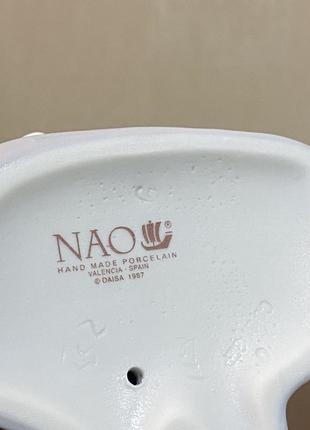 NAO ®
HAND MADE PORCELAIN
VALENCIA - SPAIN
© DAISA 1987